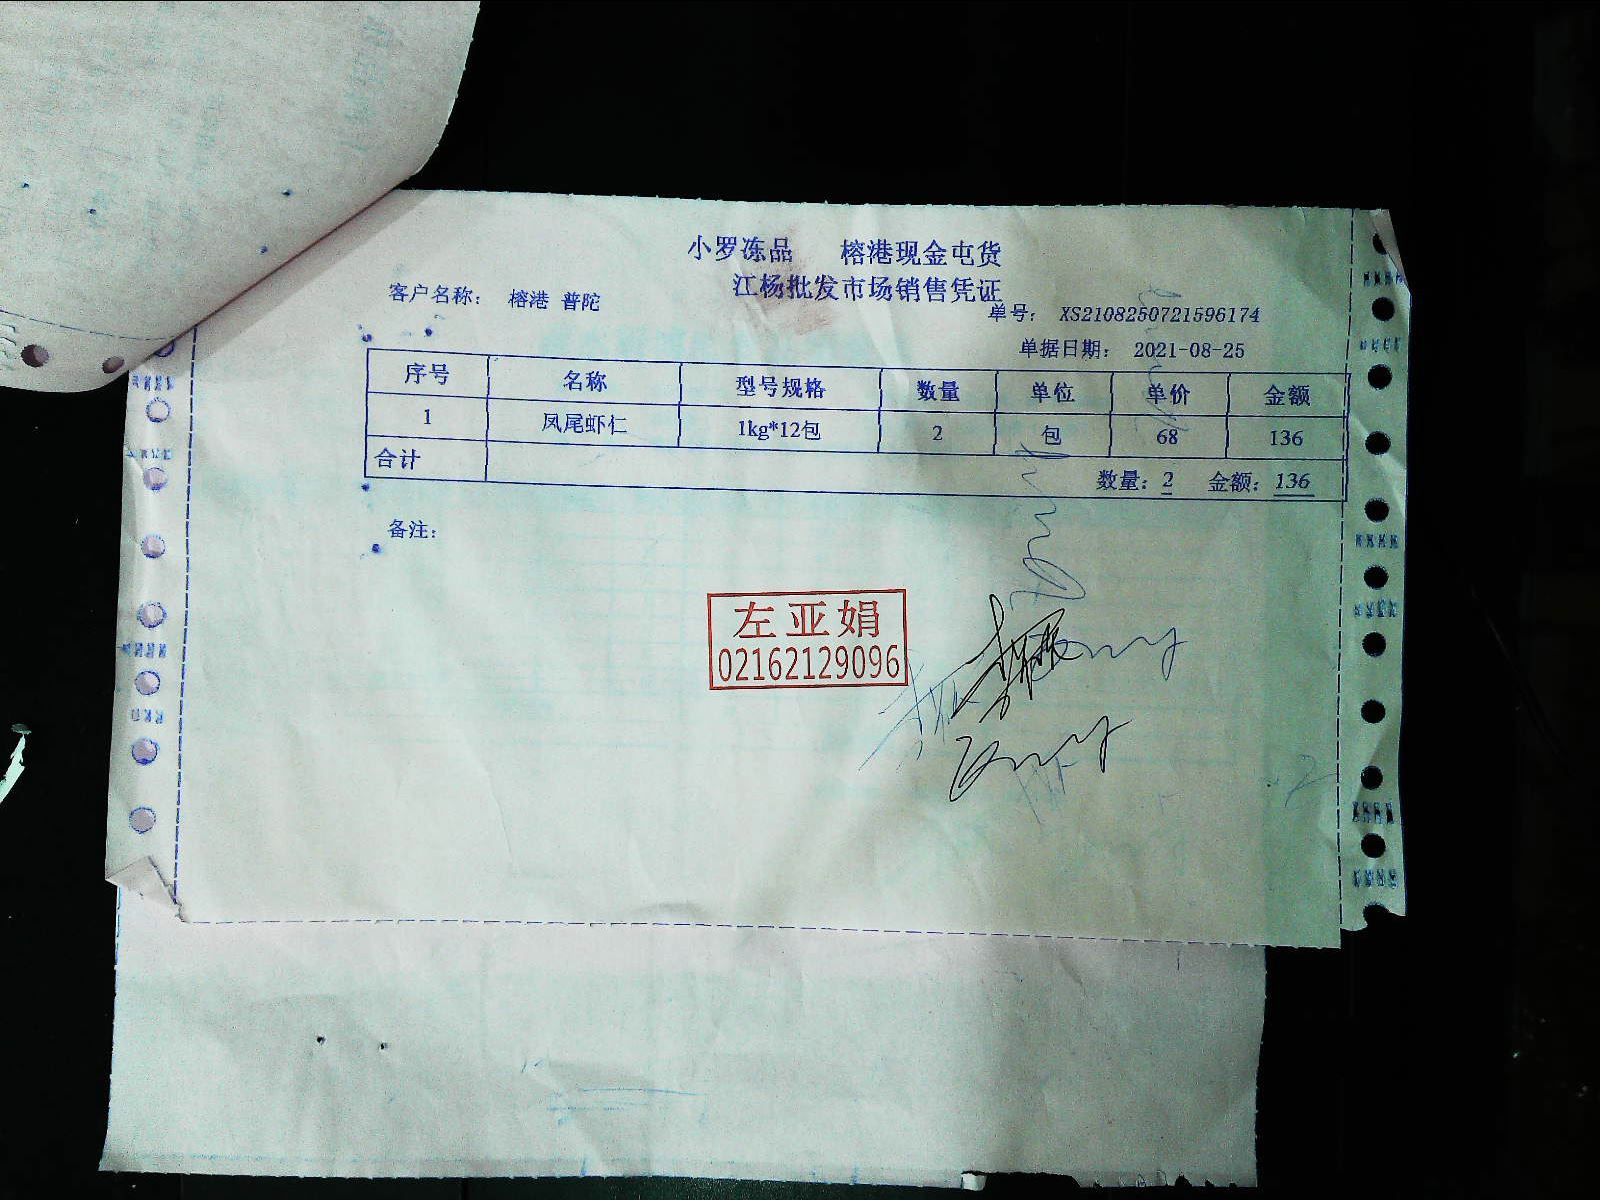 小罗冻品 榕港现金屯货
江杨批发市场销售凭证
客户名称： 榕港 普陀
单号： XS2108250721596174
单据日期： 2021-08-25
序号 名称 型号规格 数量 单位 单价 金额
1 凤尾虾仁 1kg*12包 2 包 68 136
合计 数量：2 金额：136
备注：
左亚娟
02162129096